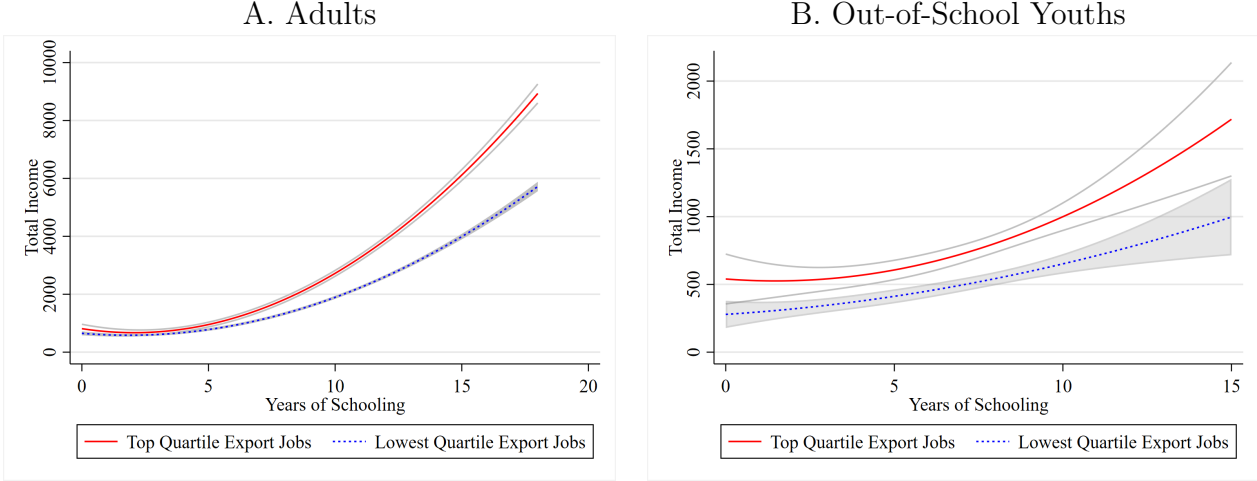 A. Adults
Total Income
10000
8000
6000
4000
2000
0
0 5 10 15 20
Years of Schooling
Top Quartile Export Jobs Lowest Quartile Export Jobs
B. Out-of-School Youths
Total Income
2000
1500
1000
500
0
0 5 10 15
Years of Schooling
Top Quartile Export Jobs Lowest Quartile Export Jobs